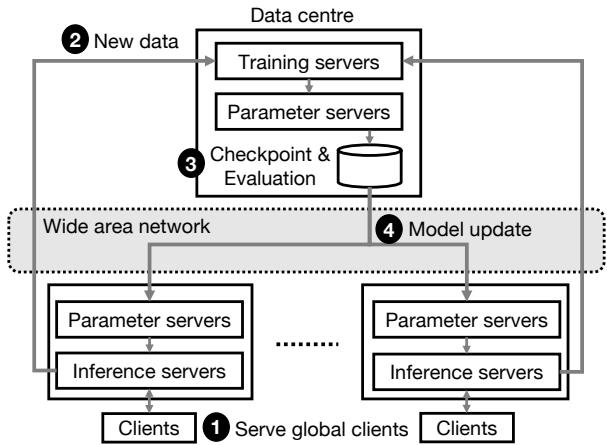 Data centre
2 New data
Training servers
Parameter servers
3 Checkpoint &
Evaluation
Wide area network
4 Model update
Parameter servers
Parameter servers
Inference servers
Inference servers
Clients
1 Serve global clients
Clients